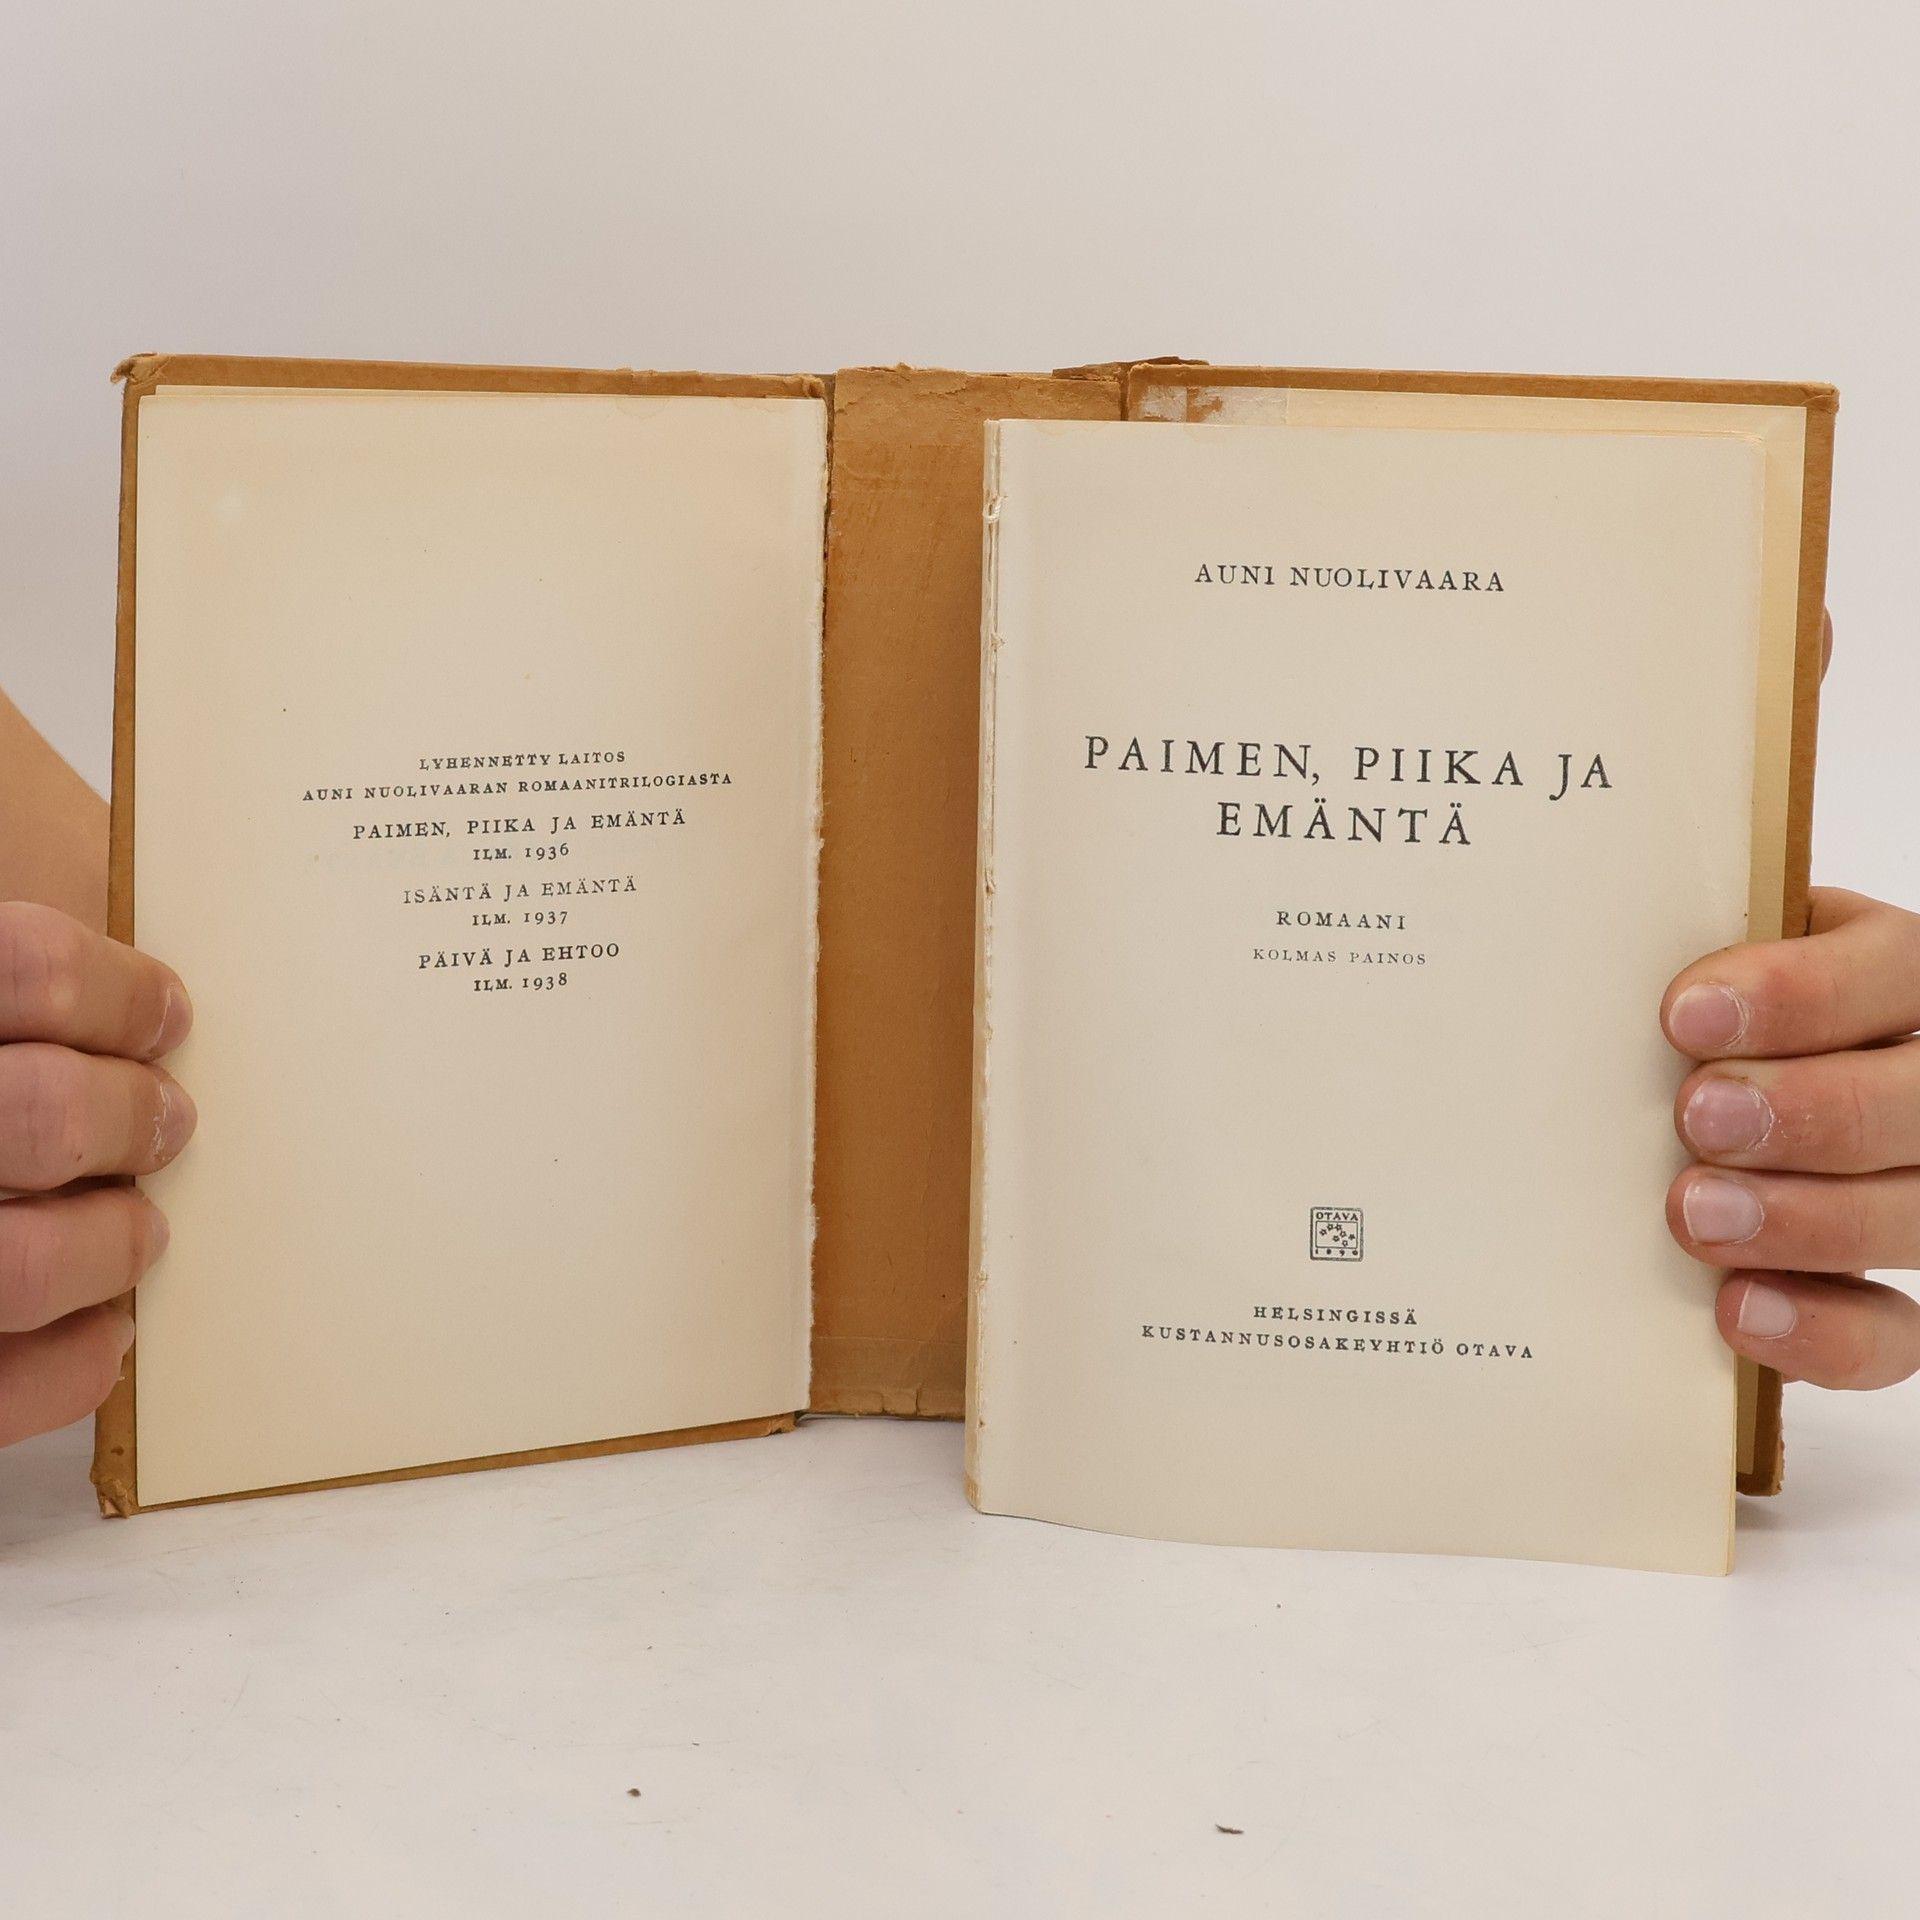 LYHENNETTY LAITOS
AUNI NUOLIVAARAN ROMAANITRILOGIASTA
PAIMEN, PIIKA JA EMÄNTÄ
ILM. 1936
ISÄNTÄ JA EMÄNTÄ
ILM. 1937
PÄIVÄ JA EHTOO
ILM. 1938
AUNI NUOLIVAARA
PAIMEN, PIIKA JA
EMÄNTÄ
ROMAANI
KOLMAS PAINOS
OTAVA
1890
HELSINGISSÄ
KUSTANNUSOSAKEYHTIÖ OTAVA